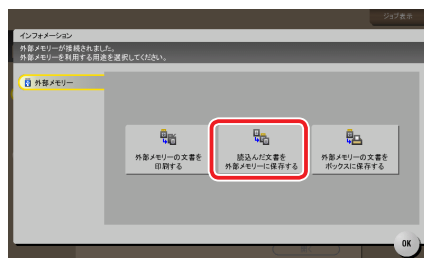 ジョブ表示
インフォメーション
外部メモリーが接続されました。
外部メモリーを利用する用途を選択してください。
外部メモリー
外部メモリーの文書を
印刷する
読込んだ文書を
外部メモリーに保存する
外部メモリーの文書を
ボックスに保存する
OK